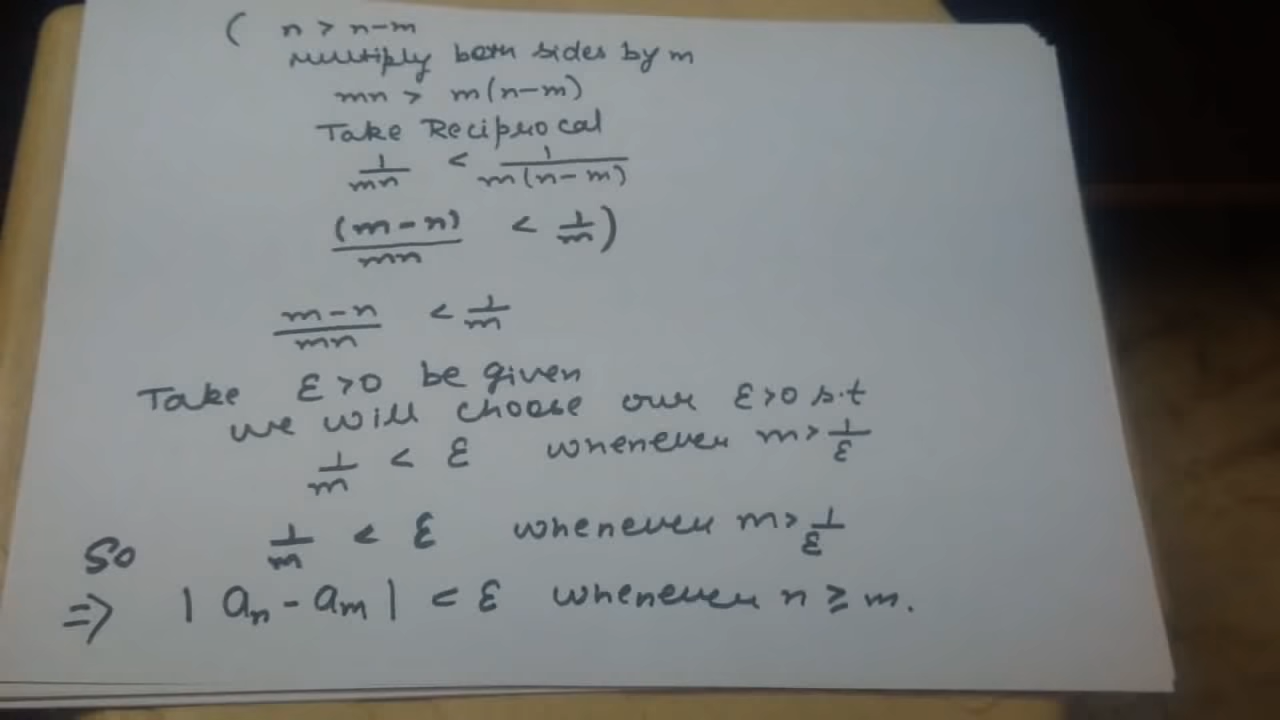 ( n > n-m
Multiply both sides by m
mn > m(n-m)
Take Reciprocal
1/mn < 1/m(n-m)
(m-n)/mn < 1/m )
m-n/mn < 1/m
Take ε>0 be given
we will choose our ε>0 s.t
1/m < ε whenever m> 1/ε
So 1/m < ε whenever m> 1/ε
=> | an - am | < ε whenever n ≥ m.